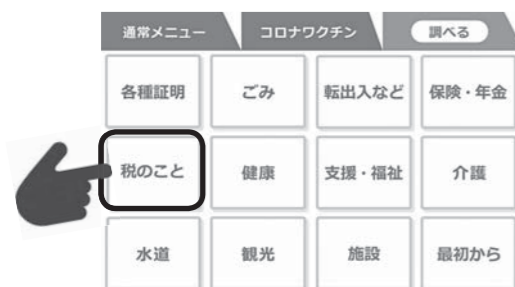 通常メニュー コロナワクチン 調べる
各種証明 ごみ 転出入など 保険・年金
税のこと 健康 支援・福祉 介護
水道 観光 施設 最初から